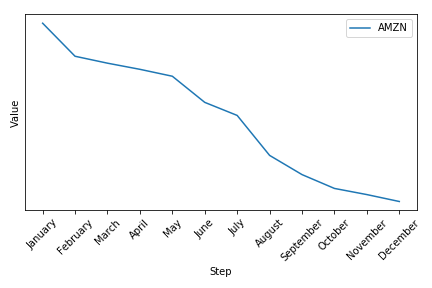 AMZN
Value
January
February
March
April
May
June
July
August
September
October
November
December
Step